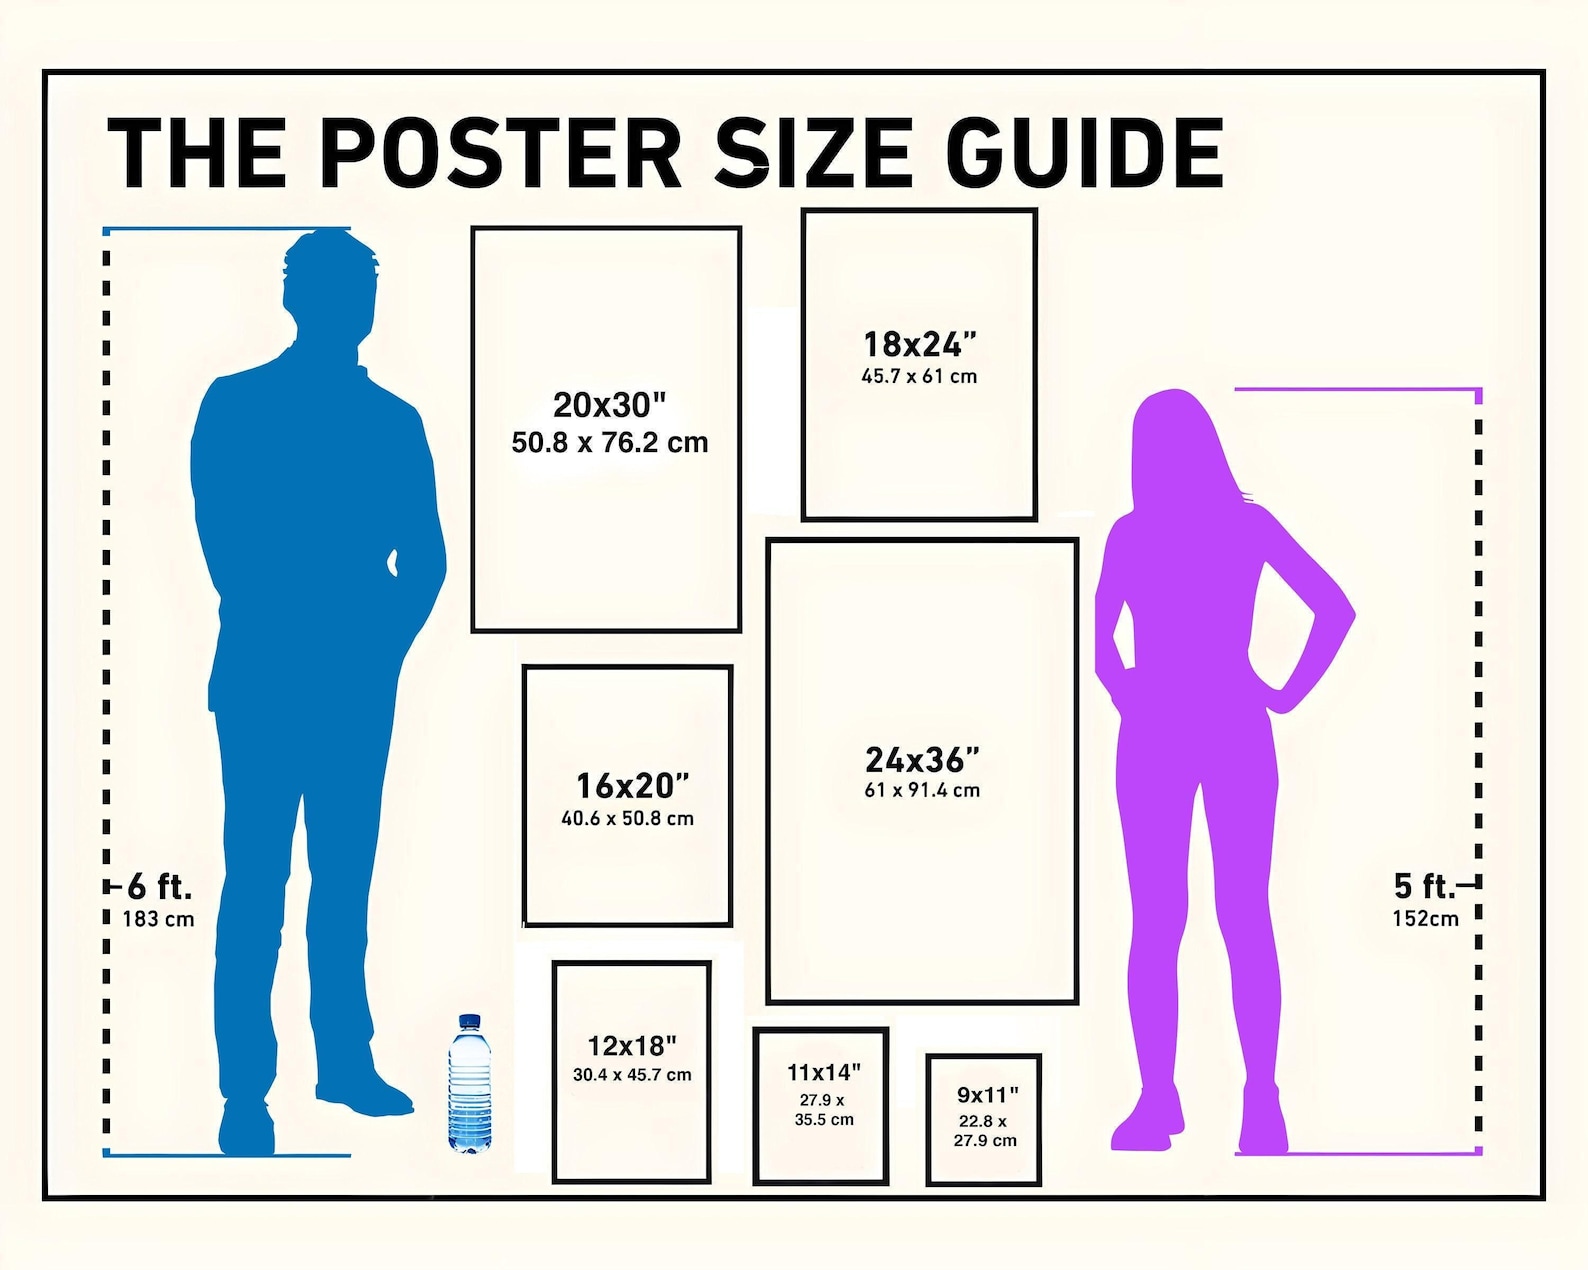 THE POSTER SIZE GUIDE
20x30"
50.8 x 76.2 cm
18x24”
45.7 x 61 cm
16x20”
40.6 x 50.8 cm
24x36”
61 x 91.4 cm
6 ft.
183 cm
5 ft.
152cm
12x18"
30.4 x 45.7 cm
11x14"
27.9 x
35.5 cm
9x11"
22.8 x
27.9 cm